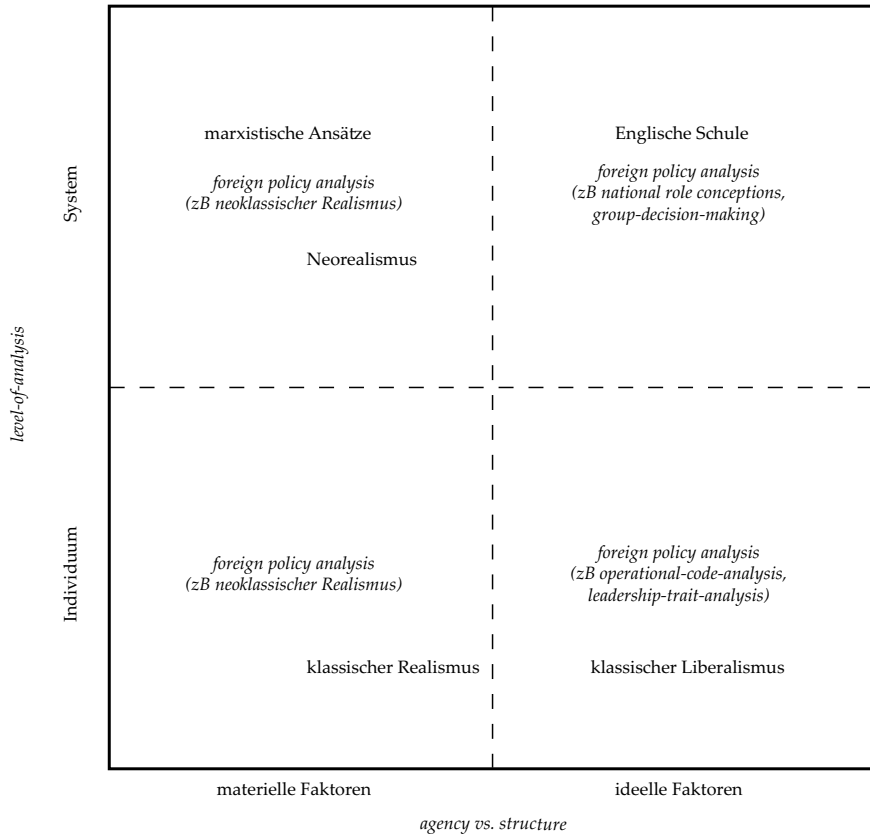 marxistische Ansätze
foreign policy analysis
(zB neoklassischer Realismus)
Neorealismus
Englische Schule
foreign policy analysis
(zB national role conceptions,
group-decision-making)
System
level-of-analysis
Individuum
foreign policy analysis
(zB neoklassischer Realismus)
klassischer Realismus
foreign policy analysis
(zB operational-code-analysis,
leadership-trait-analysis)
klassischer Liberalismus
materielle Faktoren
ideelle Faktoren
agency vs. structure